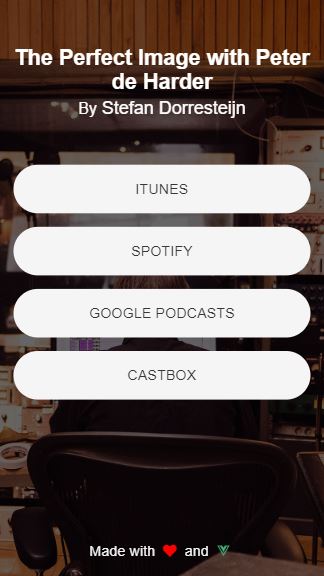 The Perfect Image with Peter
de Harder
By Stefan Dorresteijn
ITUNES
SPOTIFY
GOOGLE PODCASTS
CASTBOX
Made with ❤ and